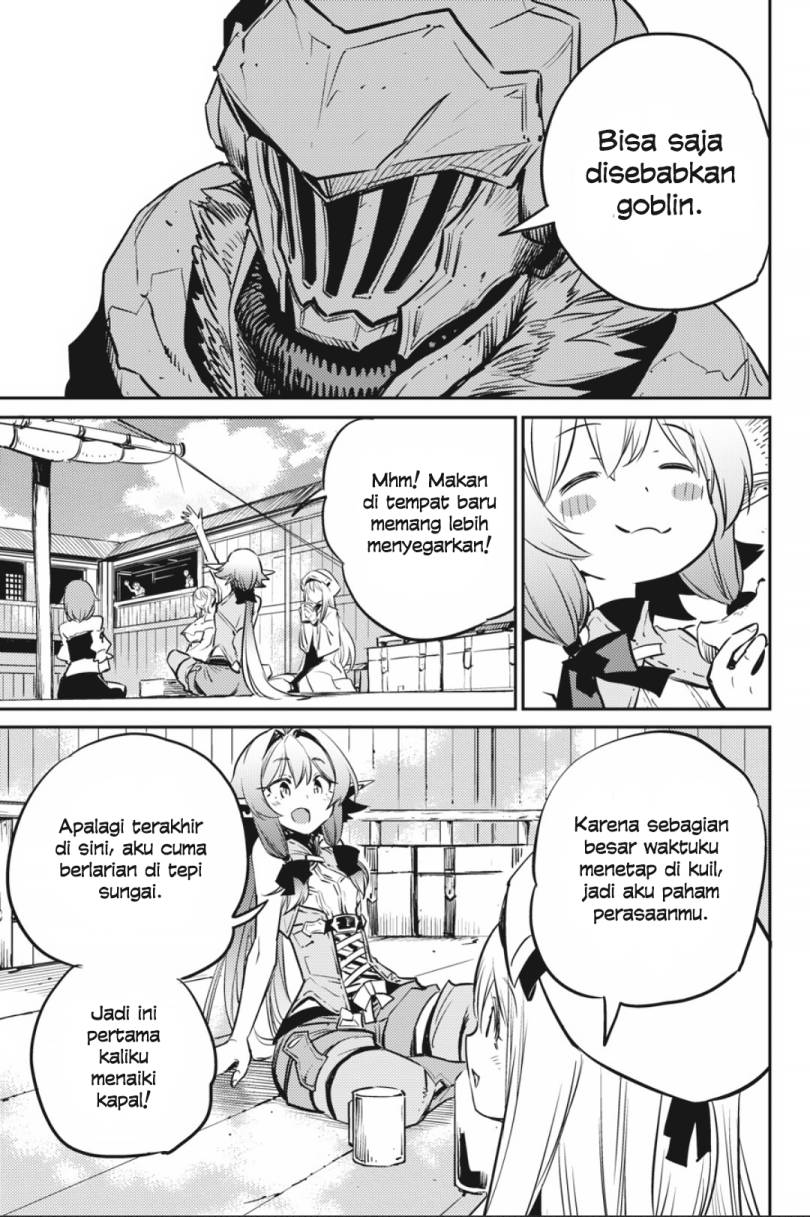 Bisa saja
disebabkan
goblin.
Mhm! Makan
di tempat baru
memang lebih
menyegarkan!
Karena sebagian
besar waktuku
menetap di kuil,
jadi aku paham
perasaanmu.
Apalagi terakhir
di sini, aku cuma
berlarian di tepi
sungai.
Jadi ini
pertama
kaliku
menaiki
kapal!